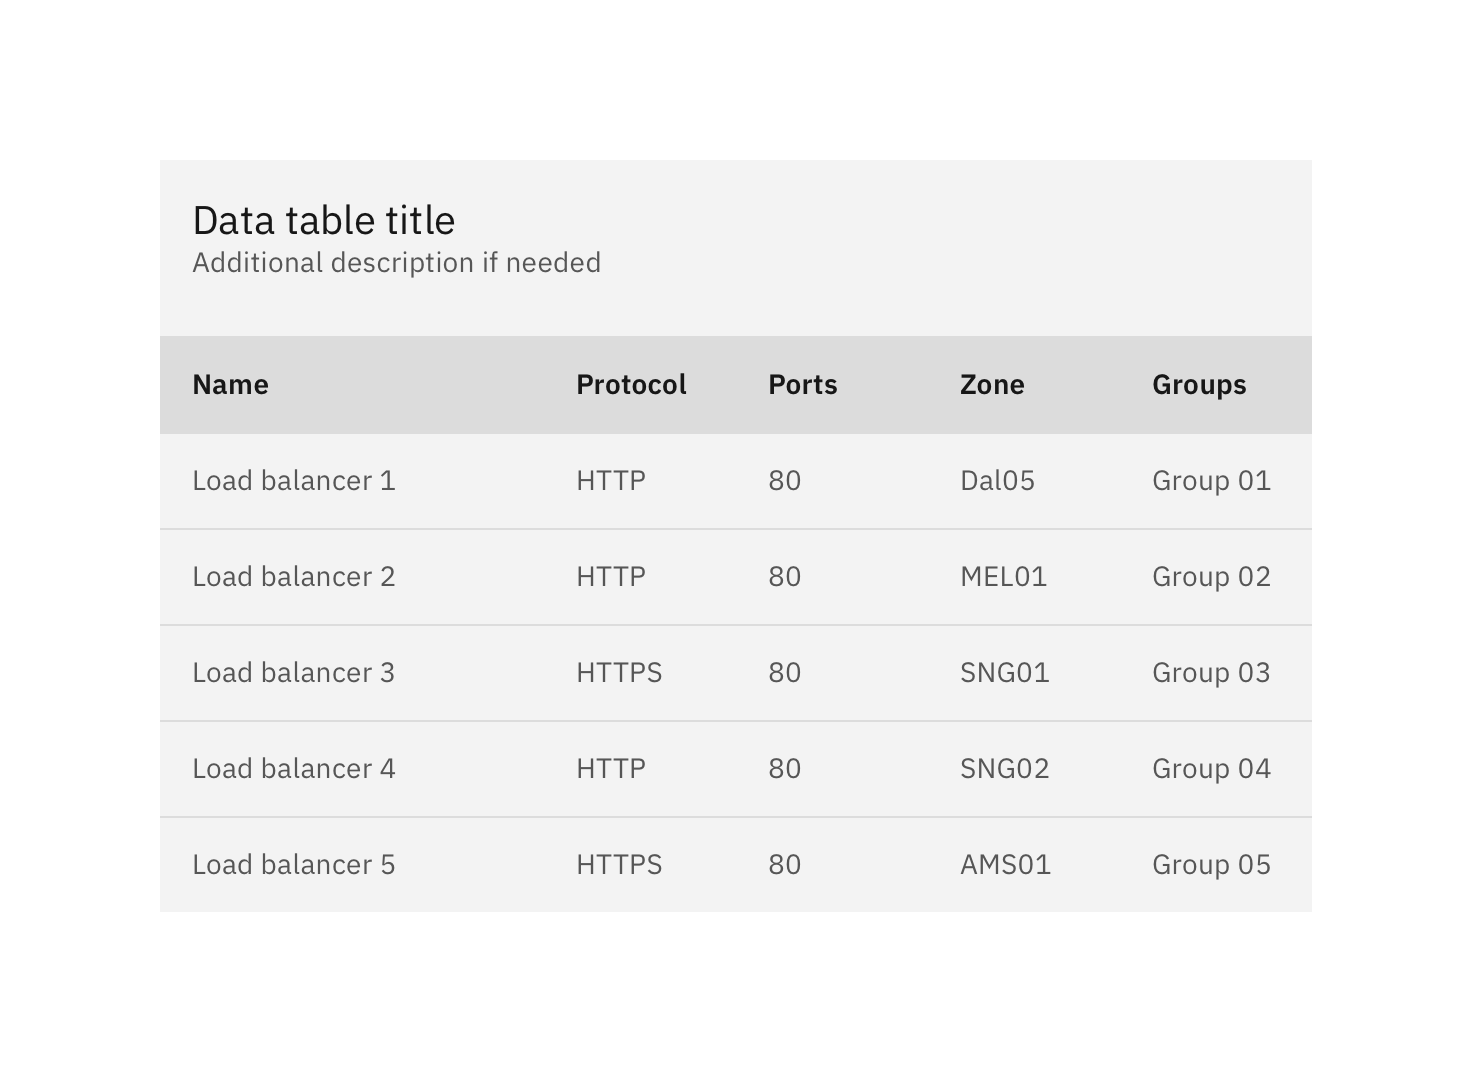 Data table title
Additional description if needed
Name Protocol Ports Zone Groups
Load balancer 1 HTTP 80 Dal05 Group 01
Load balancer 2 HTTP 80 MEL01 Group 02
Load balancer 3 HTTPS 80 SNG01 Group 03
Load balancer 4 HTTP 80 SNG02 Group 04
Load balancer 5 HTTPS 80 AMS01 Group 05